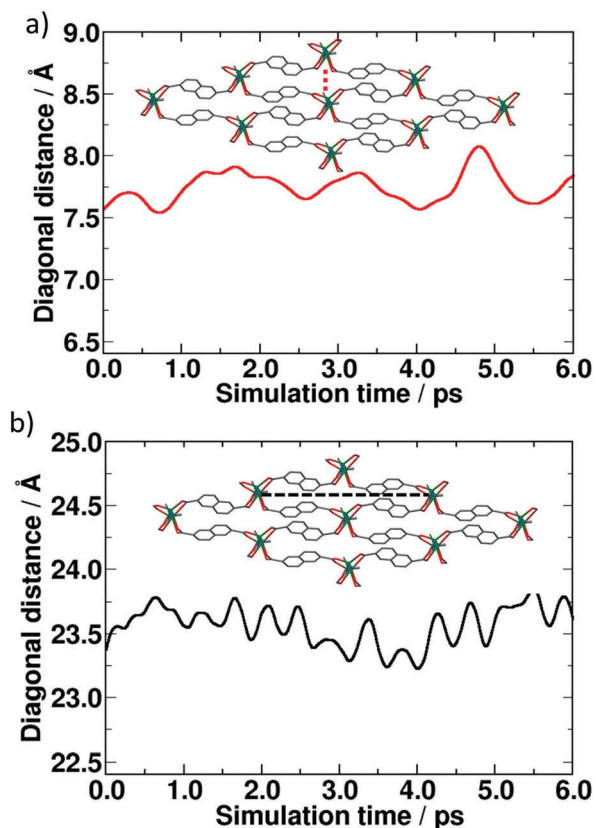 a)
9.0
8.5
8.0
7.5
7.0
6.5
Diagonal distance / Å
0.0 1.0 2.0 3.0 4.0 5.0 6.0
Simulation time / ps
b)
25.0
24.5
24.0
23.5
23.0
22.5
Diagonal distance / Å
0.0 1.0 2.0 3.0 4.0 5.0 6.0
Simulation time / ps